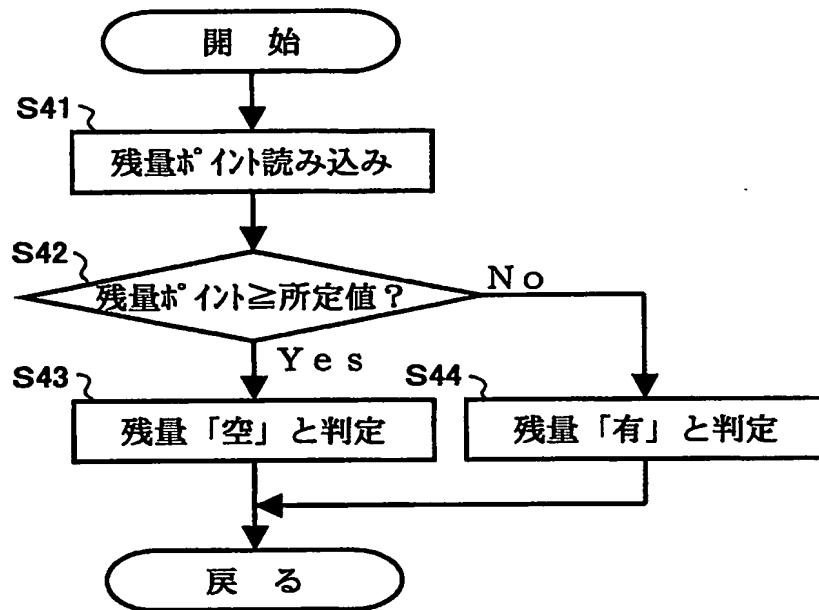 開 始
S41
残量ﾎﾟｲﾝﾄ読み込み
S42
残量ﾎﾟｲﾝﾄ≧所定値？
No
Yes
S43
残量「空」と判定
S44
残量「有」と判定
戻 る